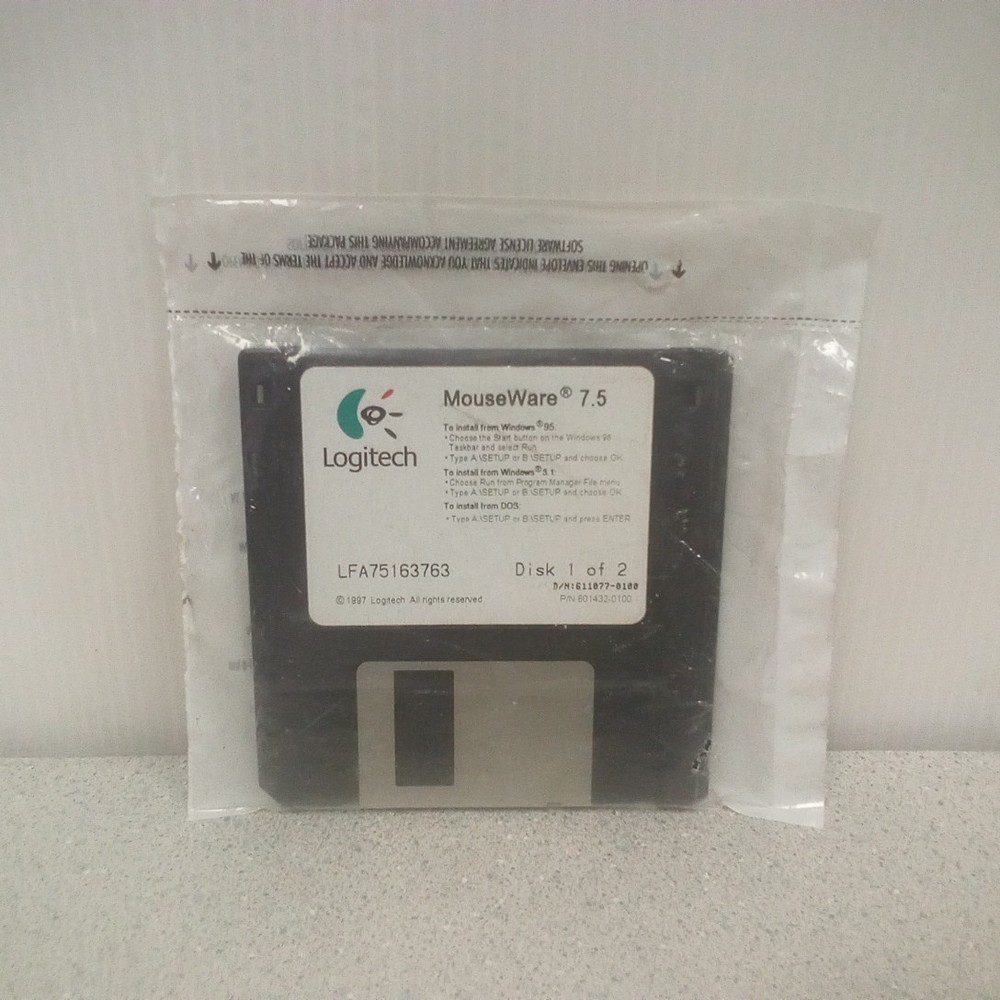 OPENING THIS ENVELOPE INDICATES THAT YOU ACKNOWLEDGE AND ACCEPT THE TERMS OF THE
SOFTWARE LICENSE AGREEMENT ACCOMPANYING THIS PACKAGE
Logitech
MouseWare® 7.5
To install from Windows®95:
• Choose the Start button on the Windows 95
Taskbar and select Run
• Type A:\SETUP or B:\SETUP and choose OK
To install from Windows®3.1:
• Choose Run from Program Manager File menu
• Type A:\SETUP or B:\SETUP and choose OK
To install from DOS:
• Type A:\SETUP or B:\SETUP and press ENTER
LFA75163763
Disk 1 of 2
D/N:611077-0100
© 1997 Logitech All rights reserved
P/N 601432-0100